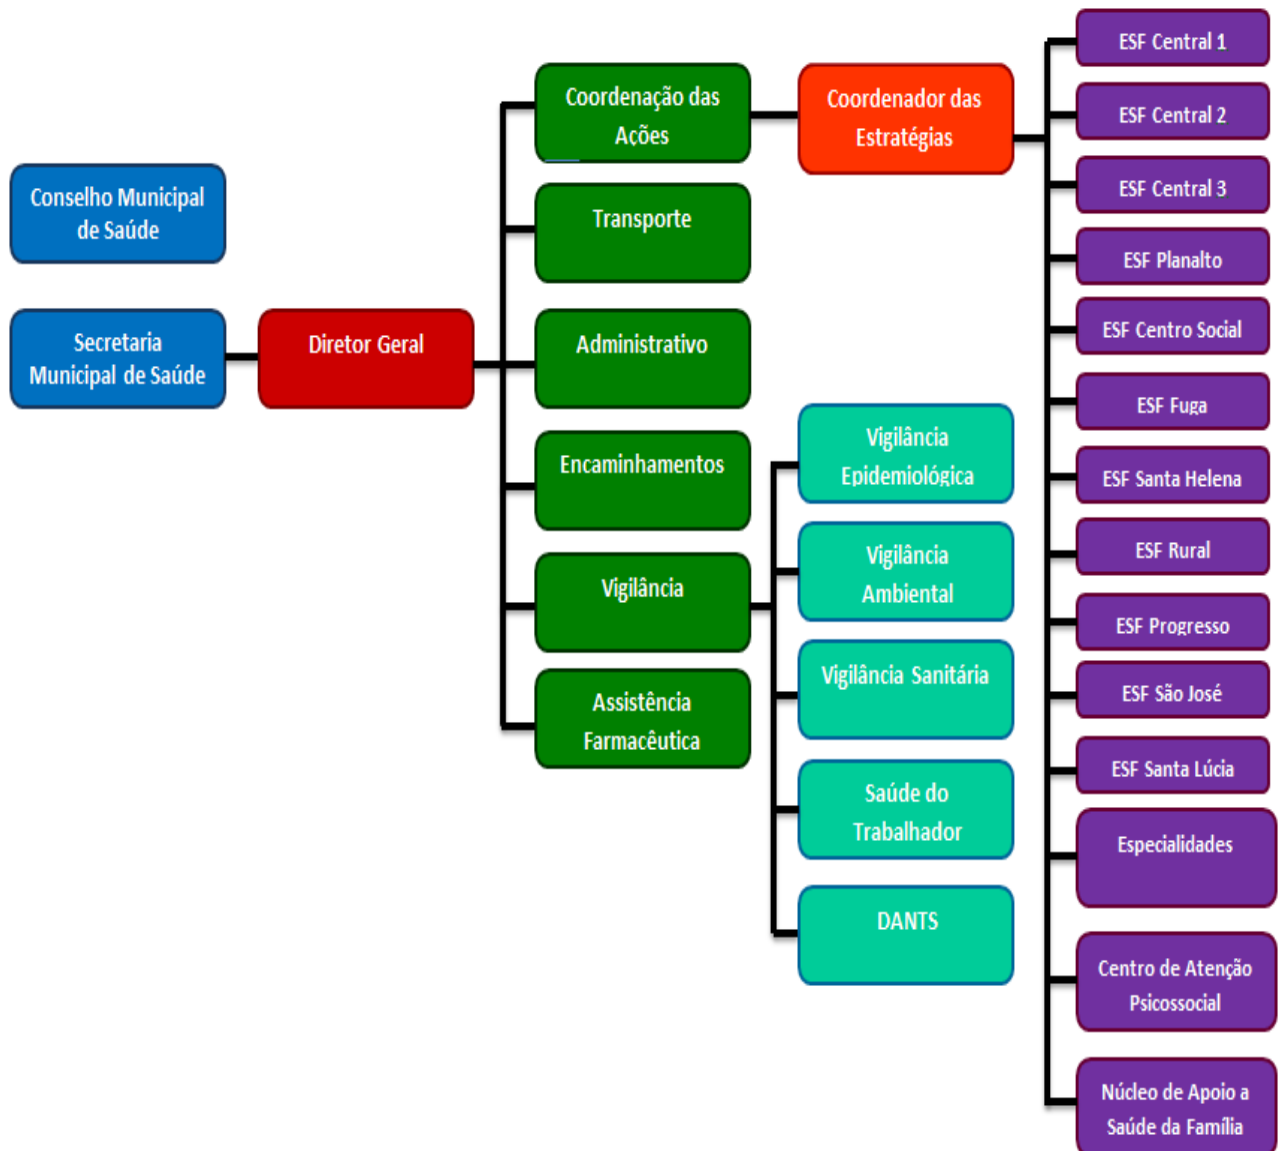 Conselho Municipal
de Saúde
Secretaria
Municipal de Saúde
Diretor Geral
Coordenação das
Ações
Transporte
Administrativo
Encaminhamentos
Vigilância
Assistência
Farmacêutica
Coordenador das
Estratégias
Vigilância
Epidemiológica
Vigilância
Ambiental
Vigilância Sanitária
Saúde do
Trabalhador
DANTS
ESF Central 1
ESF Central 2
ESF Central 3
ESF Planalto
ESF Centro Social
ESF Fuga
ESF Santa Helena
ESF Rural
ESF Progresso
ESF São José
ESF Santa Lúcia
Especialidades
Centro de Atenção
Psicossocial
Núcleo de Apoio a
Saúde da Família